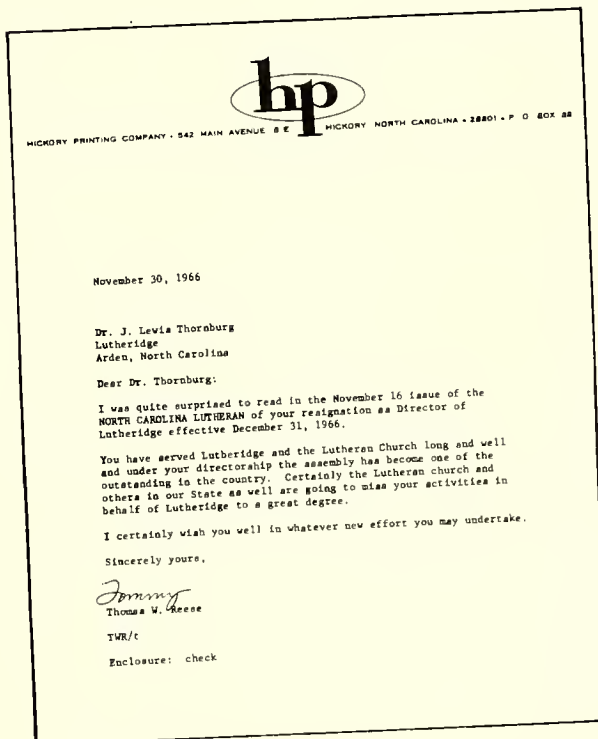 hp
HICKORY PRINTING COMPANY • 542 MAIN AVENUE S E HICKORY NORTH CAROLINA • 28601 • P O BOX 88
November 30, 1966
Dr. J. Lewis Thornburg
Lutheridge
Arden, North Carolina
Dear Dr. Thornburg:
I was quite surprised to read in the November 16 issue of the
NORTH CAROLINA LUTHERAN of your resignation as Director of
Lutheridge effective December 31, 1966.
You have served Lutheridge and the Lutheran Church long and well
and under your directorship the assembly has become one of the
outstanding in the country. Certainly the Lutheran church and
others in our State as well are going to miss your activities in
behalf of Lutheridge to a great degree.
I certainly wish you well in whatever new effort you may undertake.
Sincerely yours,
Tommy
Thomas W. Reese
TWR/t
Enclosure: check